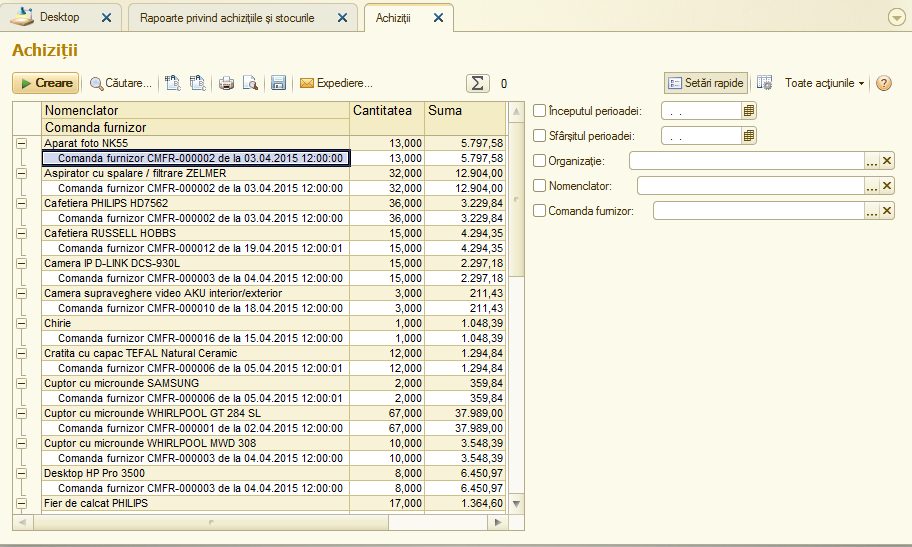 Desktop
Rapoarte privind achizițiile și stocurile
Achiziții
Achiziții
Creare
Căutare...
Expediere...
Σ 0
Setări rapide
Toate acțiunile
?
Nomenclator Cantitatea Suma
Comanda furnizor
Aparat foto NK55 13,000 5.797,58
Comanda furnizor CMFR-000002 de la 03.04.2015 12:00:00 13,000 5.797,58
Aspirator cu spalare / filtrare ZELMER 32,000 12.904,00
Comanda furnizor CMFR-000002 de la 03.04.2015 12:00:00 32,000 12.904,00
Cafetiera PHILIPS HD7562 36,000 3.229,84
Comanda furnizor CMFR-000002 de la 03.04.2015 12:00:00 36,000 3.229,84
Cafetiera RUSSELL HOBBS 15,000 4.294,35
Comanda furnizor CMFR-000012 de la 19.04.2015 12:00:01 15,000 4.294,35
Camera IP D-LINK DCS-930L 15,000 2.297,18
Comanda furnizor CMFR-000003 de la 04.04.2015 12:00:00 15,000 2.297,18
Camera supraveghere video AKU interior/exterior 3,000 211,43
Comanda furnizor CMFR-000010 de la 18.04.2015 12:00:00 3,000 211,43
Chirie 1,000 1.048,39
Comanda furnizor CMFR-000016 de la 15.04.2015 12:00:00 1,000 1.048,39
Cratita cu capac TEFAL Natural Ceramic 12,000 1.294,84
Comanda furnizor CMFR-000006 de la 05.04.2015 12:00:01 12,000 1.294,84
Cuptor cu microunde SAMSUNG 2,000 359,84
Comanda furnizor CMFR-000006 de la 05.04.2015 12:00:01 2,000 359,84
Cuptor cu microunde WHIRLPOOL GT 284 SL 67,000 37.989,00
Comanda furnizor CMFR-000001 de la 02.04.2015 12:00:00 67,000 37.989,00
Cuptor cu microunde WHIRLPOOL MWD 308 10,000 3.548,39
Comanda furnizor CMFR-000003 de la 04.04.2015 12:00:00 10,000 3.548,39
Desktop HP Pro 3500 8,000 6.450,97
Comanda furnizor CMFR-000003 de la 04.04.2015 12:00:00 8,000 6.450,97
Fier de calcat PHILIPS 17,000 1.364,60
Începutul perioadei: . .
Sfârșitul perioadei: . .
Organizație: ...
Nomenclator: ...
Comanda furnizor: ...